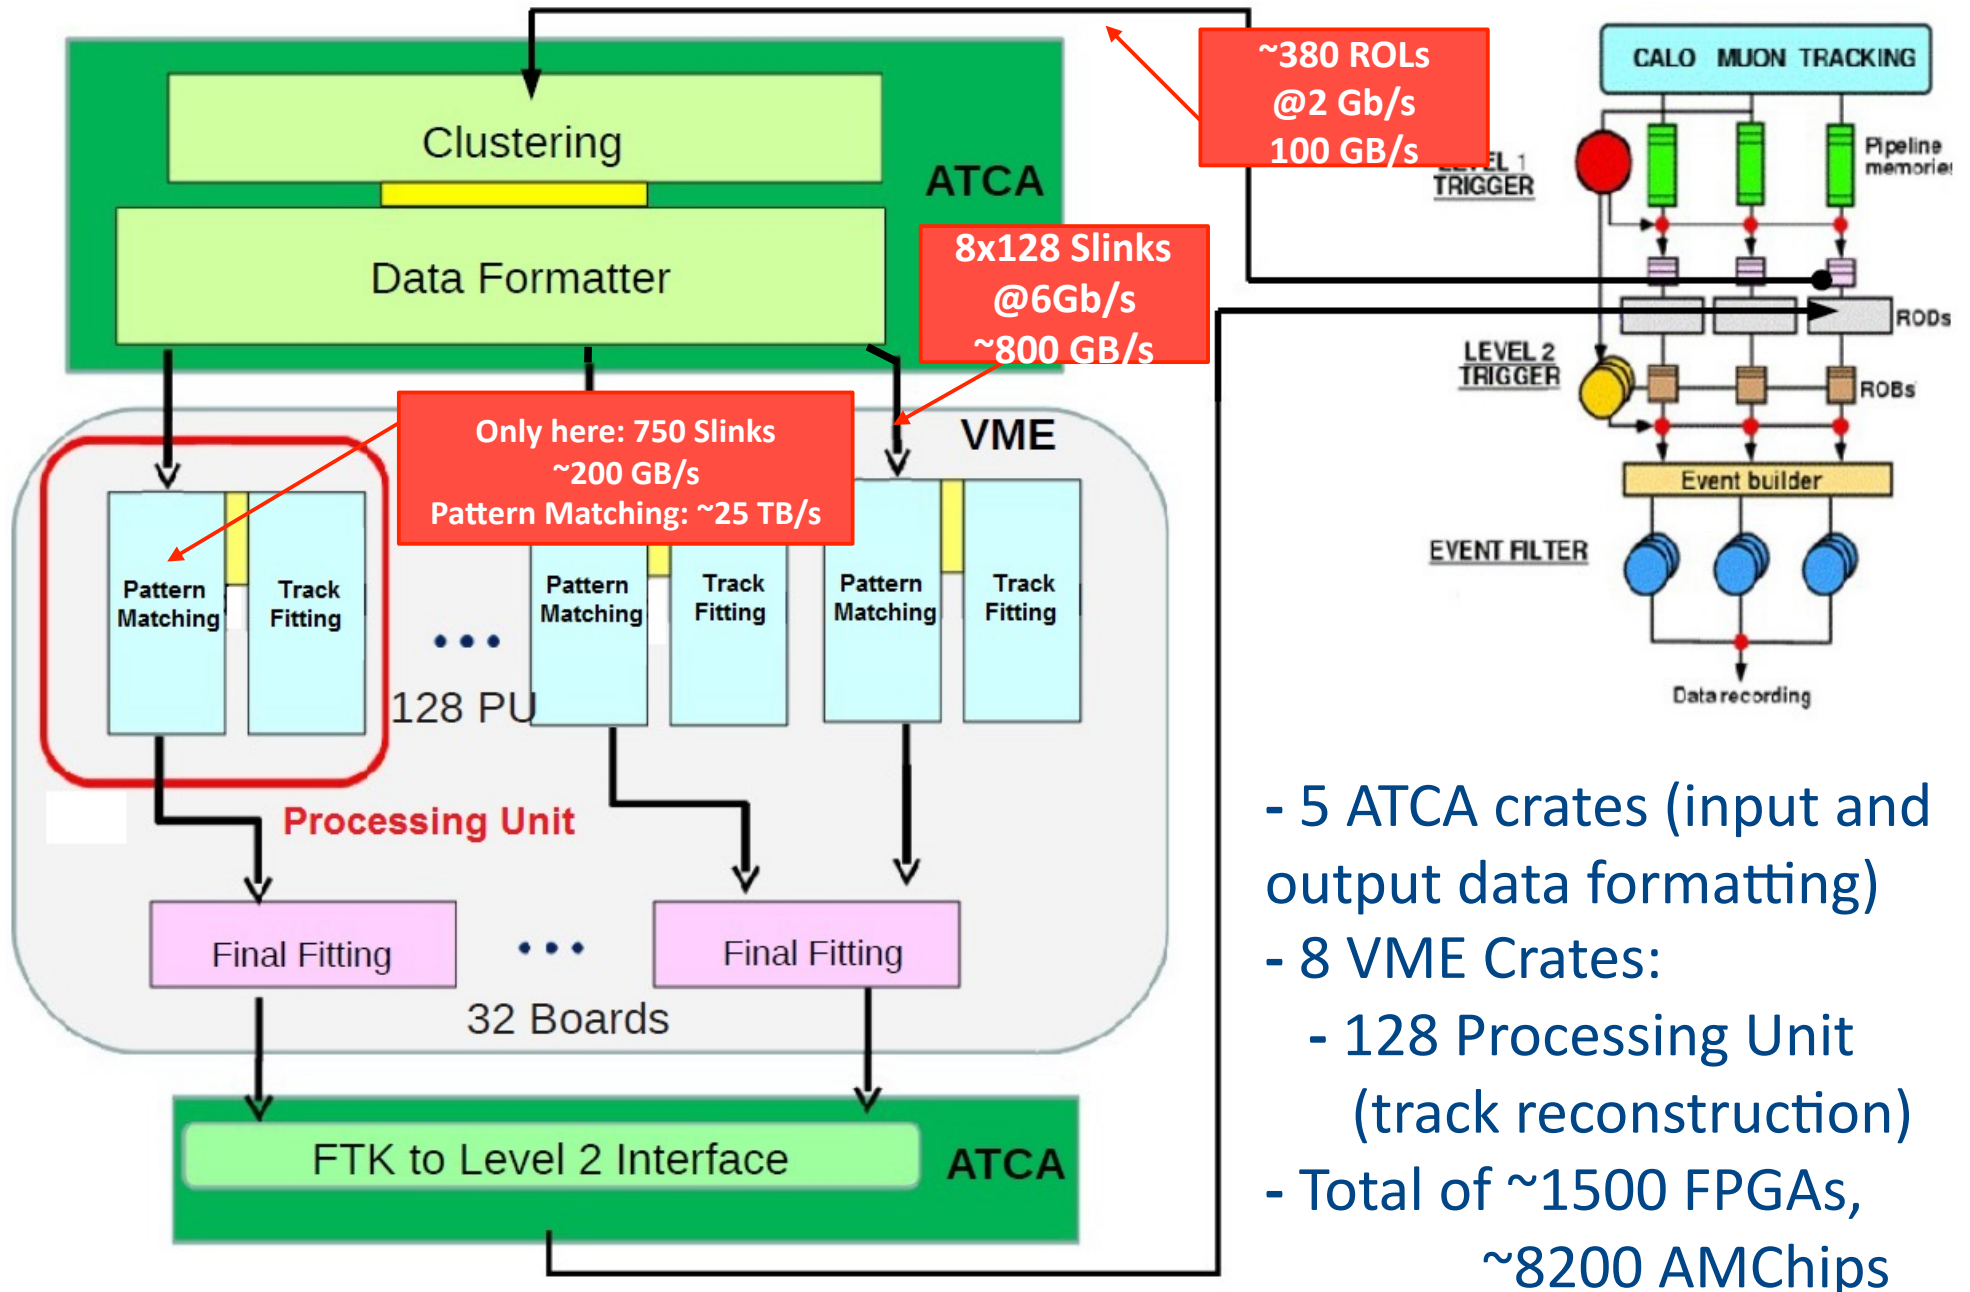 ~380 ROLs
@2 Gb/s
100 GB/s
CALO MUON TRACKING
Clustering
ATCA
Pipeline
LEVEL 1
TRIGGER
Data Formatter
8x128 Slinks
@6Gb/s
~800 GB/s
RODs
LEVEL 2
TRIGGER
ROBs
Only here: 750 Slinks
~200 GB/s
Pattern Matching: ~25 TB/s
VME
Event builder
EVENT FILTER
Pattern
Matching
Track
Fitting
Pattern
Matching
Track
Fitting
Pattern
Matching
Track
Fitting
128 PU
Data recording
Processing Unit
Final Fitting
Final Fitting
32 Boards
FTK to Level 2 Interface
ATCA
- 5 ATCA crates (input and
output data formatting)
- 8 VME Crates:
- 128 Processing Unit
(track reconstruction)
- Total of ~1500 FPGAs,
~8200 AMChips